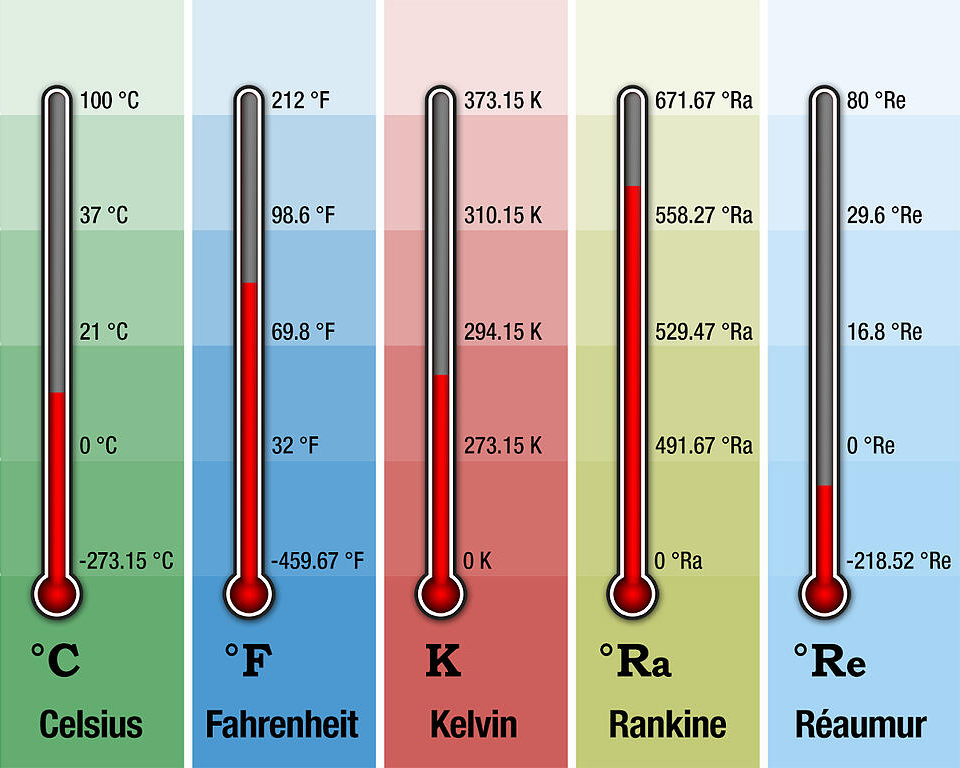 100 °C
37 °C
21 °C
0 °C
-273.15 °C
°C
Celsius
212 °F
98.6 °F
69.8 °F
32 °F
-459.67 °F
°F
Fahrenheit
373.15 K
310.15 K
294.15 K
273.15 K
0 K
K
Kelvin
671.67 °Ra
558.27 °Ra
529.47 °Ra
491.67 °Ra
0 °Ra
°Ra
Rankine
80 °Re
29.6 °Re
16.8 °Re
0 °Re
-218.52 °Re
°Re
Réaumur